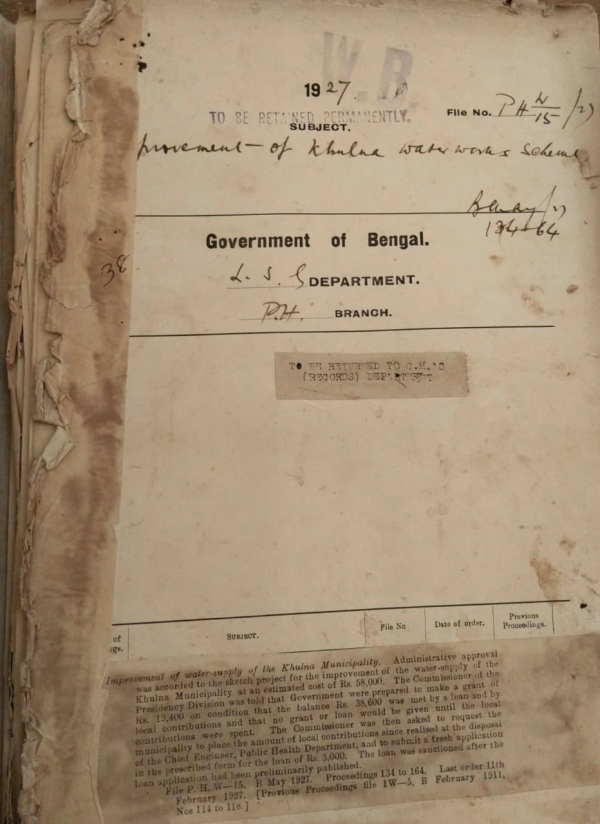 W.B.
1927.
File No. PH W/15 /27
TO BE RETAINED PERMANENTLY.
SUBJECT.
provement of Khulna waterworks Scheme
B May/27
134-64
Government of Bengal.
38
L. S. G DEPARTMENT.
P.H. BRANCH.
TO BE RETURNED TO C.M.'S
(RECORDS) DEPARTMENT
of SUBJECT. File No Date of order. Previous
gs. Proceedings.
Improvement of water-supply of the Khulna Municipality. Administrative approval
was accorded to the sketch project for the improvement of the water-supply of the
Khulna Municipality at an estimated cost of Rs. 58,000. The Commissioner of the
Presidency Division was told that Government were prepared to make a grant of
Rs. 19,400 on condition that the balance Rs. 38,600 was met by a loan and by
local contributions and that no grant or loan would be given until the local
contributions were spent. The Commissioner was then asked to request the
municipality to place the amount of local contributions since realised at the disposal
of the Chief Engineer, Public Health Department, and to submit a fresh application
in the prescribed form for the loan of Rs. 5,000. The loan, was sanctioned after the
loan application had been preliminarily published.
File P. H. W—15, B May 1927. Proceedings 134 to 164. Last order 11th
February 1927. [Previous Proceedings file 1W—5, B February 1911,
Nos 114 to 118.]